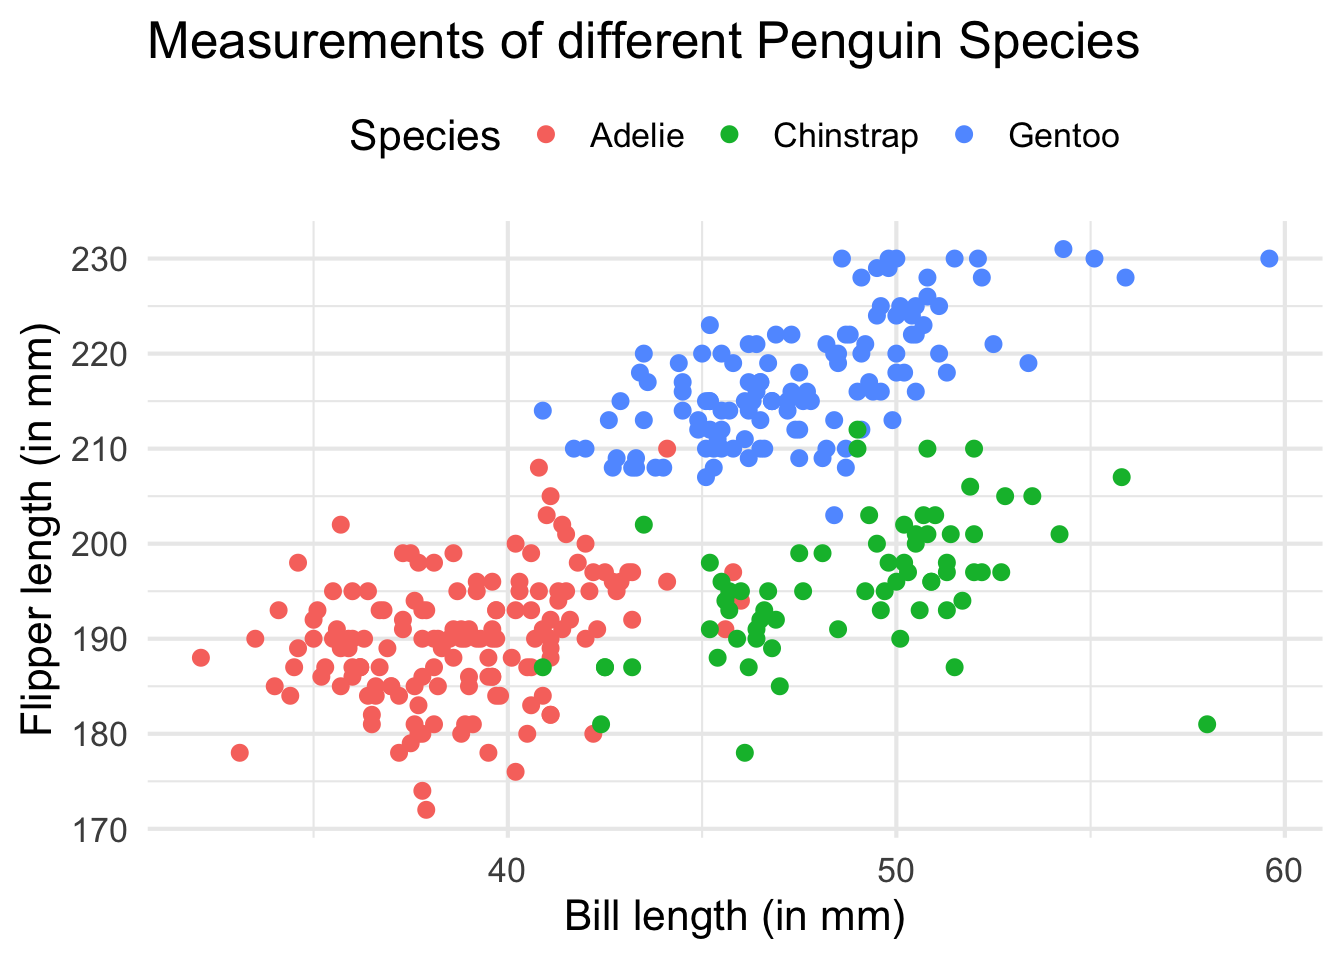 Measurements of different Penguin Species
Species Adelie Chinstrap Gentoo
230
220
210
200
190
180
170
Flipper length (in mm)
40 50 60
Bill length (in mm)